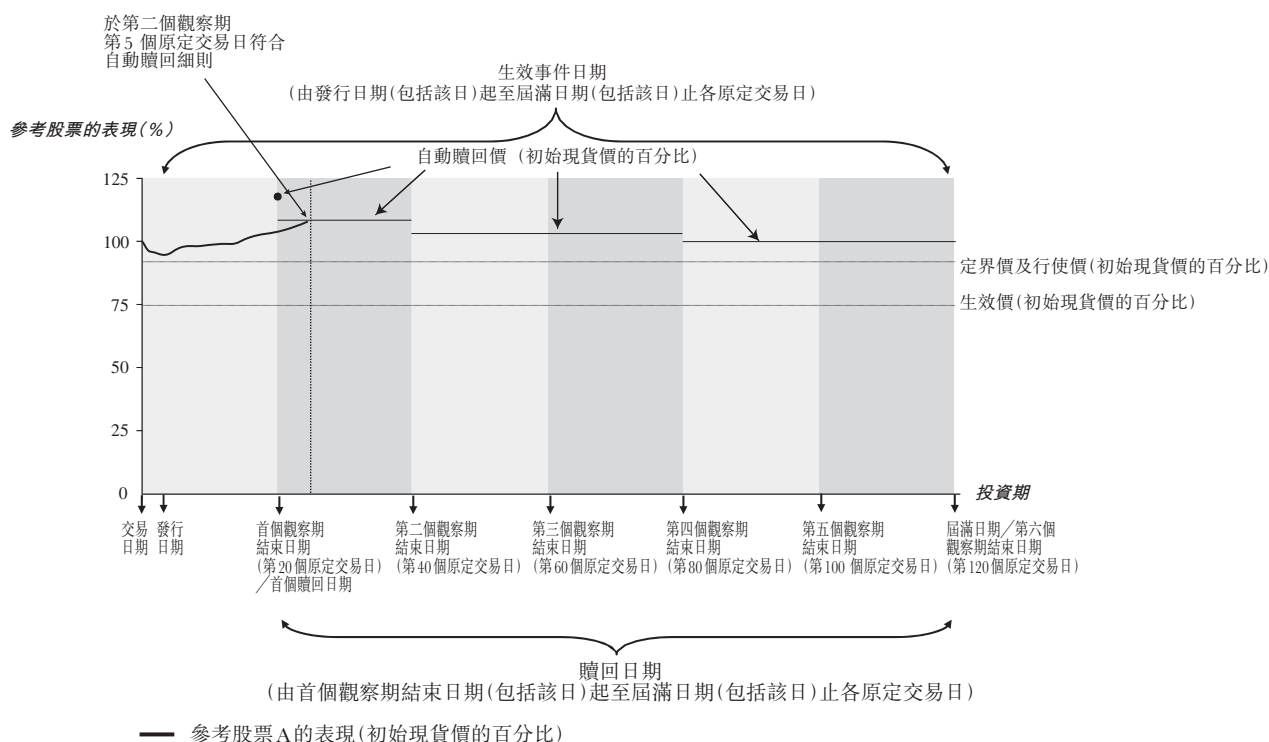 於第二個觀察期
第5 個原定交易日符合
自動贖回細則
生效事件日期
(由發行日期(包括該日)起至屆滿日期(包括該日)止各原定交易日)
參考股票的表現(%)
自動贖回價 (初始現貨價的百分比)
125
100
75
50
25
0
定界價及行使價(初始現貨價的百分比)
生效價(初始現貨價的百分比)
投資期
交易
日期
發行
日期
首個觀察期
結束日期
(第20個原定交易日)
/首個贖回日期
第二個觀察期
結束日期
(第40個原定交易日)
第三個觀察期
結束日期
(第60個原定交易日)
第四個觀察期
結束日期
(第80個原定交易日)
第五個觀察期
結束日期
(第100 個原定交易日)
屆滿日期/第六個
觀察期結束日期
(第120個原定交易日)
贖回日期
(由首個觀察期結束日期(包括該日)起至屆滿日期(包括該日)止各原定交易日)
參考股票A的表現(初始現貨價的百分比)